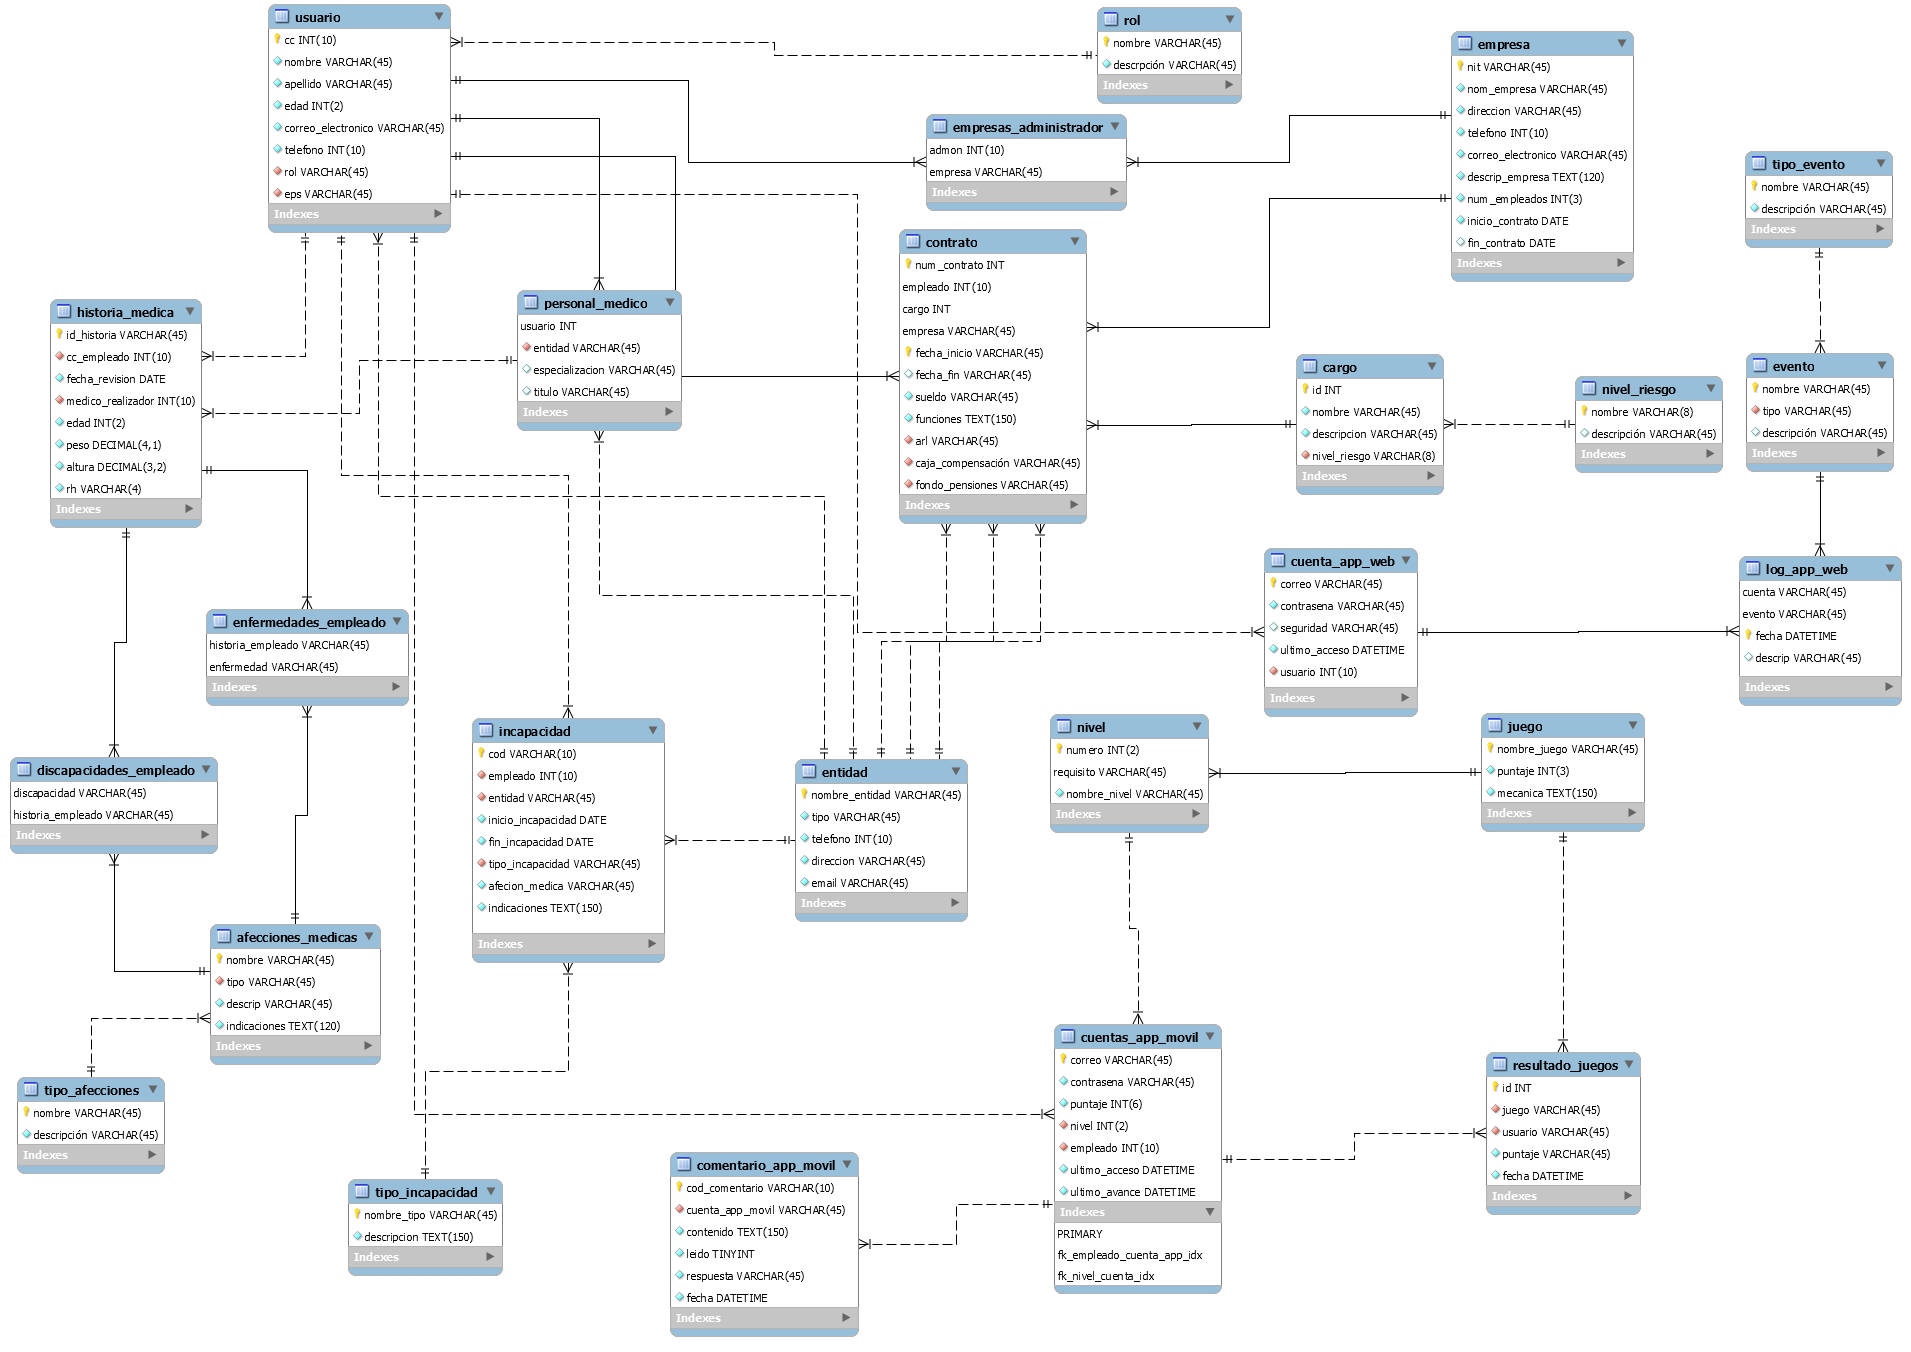 usuario
cc INT(10)
nombre VARCHAR(45)
apellido VARCHAR(45)
edad INT(2)
correo_electronico VARCHAR(45)
telefono INT(10)
rol VARCHAR(45)
eps VARCHAR(45)
Indexes
rol
nombre VARCHAR(45)
descrpción VARCHAR(45)
Indexes
empresa
nit VARCHAR(45)
nom_empresa VARCHAR(45)
direccion VARCHAR(45)
telefono INT(10)
correo_electronico VARCHAR(45)
descrip_empresa TEXT(120)
num_empleados INT(3)
inicio_contrato DATE
fin_contrato DATE
Indexes
empresas_administrador
admon INT(10)
empresa VARCHAR(45)
Indexes
tipo_evento
nombre VARCHAR(45)
descripción VARCHAR(45)
Indexes
contrato
num_contrato INT
empleado INT(10)
cargo INT
empresa VARCHAR(45)
fecha_inicio VARCHAR(45)
fecha_fin VARCHAR(45)
sueldo VARCHAR(45)
funciones TEXT(150)
arl VARCHAR(45)
caja_compensación VARCHAR(45)
fondo_pensiones VARCHAR(45)
Indexes
historia_medica
id_historia VARCHAR(45)
cc_empleado INT(10)
fecha_revision DATE
medico_realizador INT(10)
edad INT(2)
peso DECIMAL(4,1)
altura DECIMAL(3,2)
rh VARCHAR(4)
Indexes
personal_medico
usuario INT
entidad VARCHAR(45)
especializacion VARCHAR(45)
titulo VARCHAR(45)
Indexes
cargo
id INT
nombre VARCHAR(45)
descripcion VARCHAR(45)
nivel_riesgo VARCHAR(8)
Indexes
nivel_riesgo
nombre VARCHAR(8)
descripción VARCHAR(45)
Indexes
evento
nombre VARCHAR(45)
tipo VARCHAR(45)
descripción VARCHAR(45)
Indexes
cuenta_app_web
correo VARCHAR(45)
contrasena VARCHAR(45)
seguridad VARCHAR(45)
ultimo_acceso DATETIME
usuario INT(10)
Indexes
log_app_web
cuenta VARCHAR(45)
evento VARCHAR(45)
fecha DATETIME
descrip VARCHAR(45)
Indexes
enfermedades_empleado
historia_empleado VARCHAR(45)
enfermedad VARCHAR(45)
Indexes
discapacidades_empleado
discapacidad VARCHAR(45)
historia_empleado VARCHAR(45)
Indexes
incapacidad
cod VARCHAR(10)
empleado INT(10)
entidad VARCHAR(45)
inicio_incapacidad DATE
fin_incapacidad DATE
tipo_incapacidad VARCHAR(45)
afecion_medica VARCHAR(45)
indicaciones TEXT(150)
Indexes
entidad
nombre_entidad VARCHAR(45)
tipo VARCHAR(45)
telefono INT(10)
direccion VARCHAR(45)
email VARCHAR(45)
Indexes
nivel
numero INT(2)
requisito VARCHAR(45)
nombre_nivel VARCHAR(45)
Indexes
juego
nombre_juego VARCHAR(45)
puntaje INT(3)
mecanica TEXT(150)
Indexes
afecciones_medicas
nombre VARCHAR(45)
tipo VARCHAR(45)
descrip VARCHAR(45)
indicaciones TEXT(120)
Indexes
tipo_afecciones
nombre VARCHAR(45)
descripción VARCHAR(45)
Indexes
tipo_incapacidad
nombre_tipo VARCHAR(45)
descripcion TEXT(150)
Indexes
comentario_app_movil
cod_comentario VARCHAR(10)
cuenta_app_movil VARCHAR(45)
contenido TEXT(150)
leido TINYINT
respuesta VARCHAR(45)
fecha DATETIME
Indexes
cuentas_app_movil
correo VARCHAR(45)
contrasena VARCHAR(45)
puntaje INT(6)
nivel INT(2)
empleado INT(10)
ultimo_acceso DATETIME
ultimo_avance DATETIME
Indexes
PRIMARY
fk_empleado_cuenta_app_idx
fk_nivel_cuenta_idx
resultado_juegos
id INT
juego VARCHAR(45)
usuario VARCHAR(45)
puntaje VARCHAR(45)
fecha DATETIME
Indexes